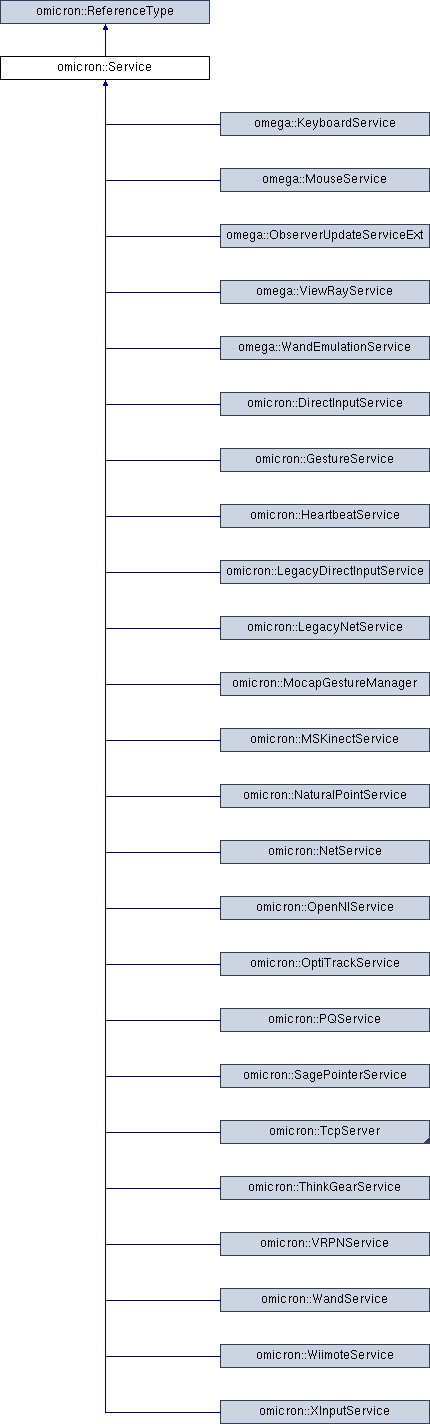 omicron::ReferenceType
omicron::Service
omega::KeyboardService
omega::MouseService
omega::ObserverUpdateServiceExt
omega::ViewRayService
omega::WandEmulationService
omicron::DirectInputService
omicron::GestureService
omicron::HeartbeatService
omicron::LegacyDirectInputService
omicron::LegacyNetService
omicron::MocapGestureManager
omicron::MSKinectService
omicron::NaturalPointService
omicron::NetService
omicron::OpenNIService
omicron::OptiTrackService
omicron::PQService
omicron::SagePointerService
omicron::TcpServer
omicron::ThinkGearService
omicron::VRPNService
omicron::WandService
omicron::WiimoteService
omicron::XInputService